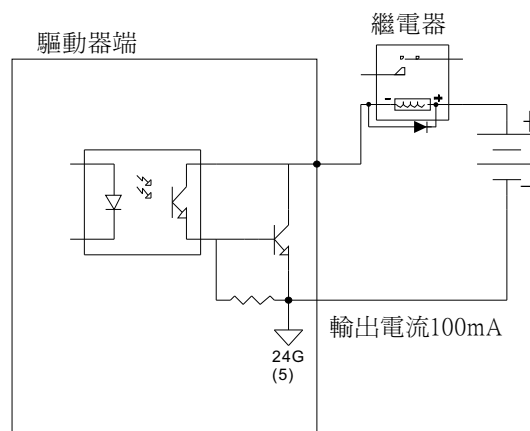 繼電器
驅動器端
- +
+
-
輸出電流100mA
24G
(5)